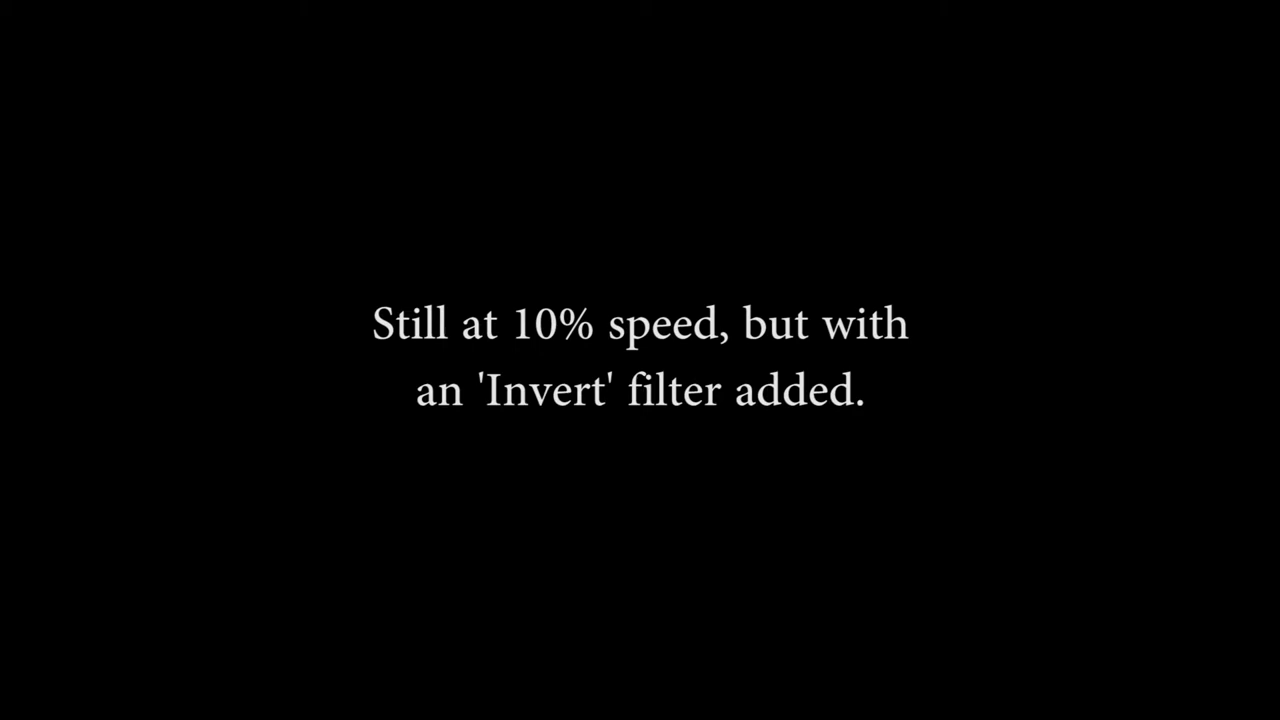 Still at 10% speed, but with
an 'Invert' filter added.